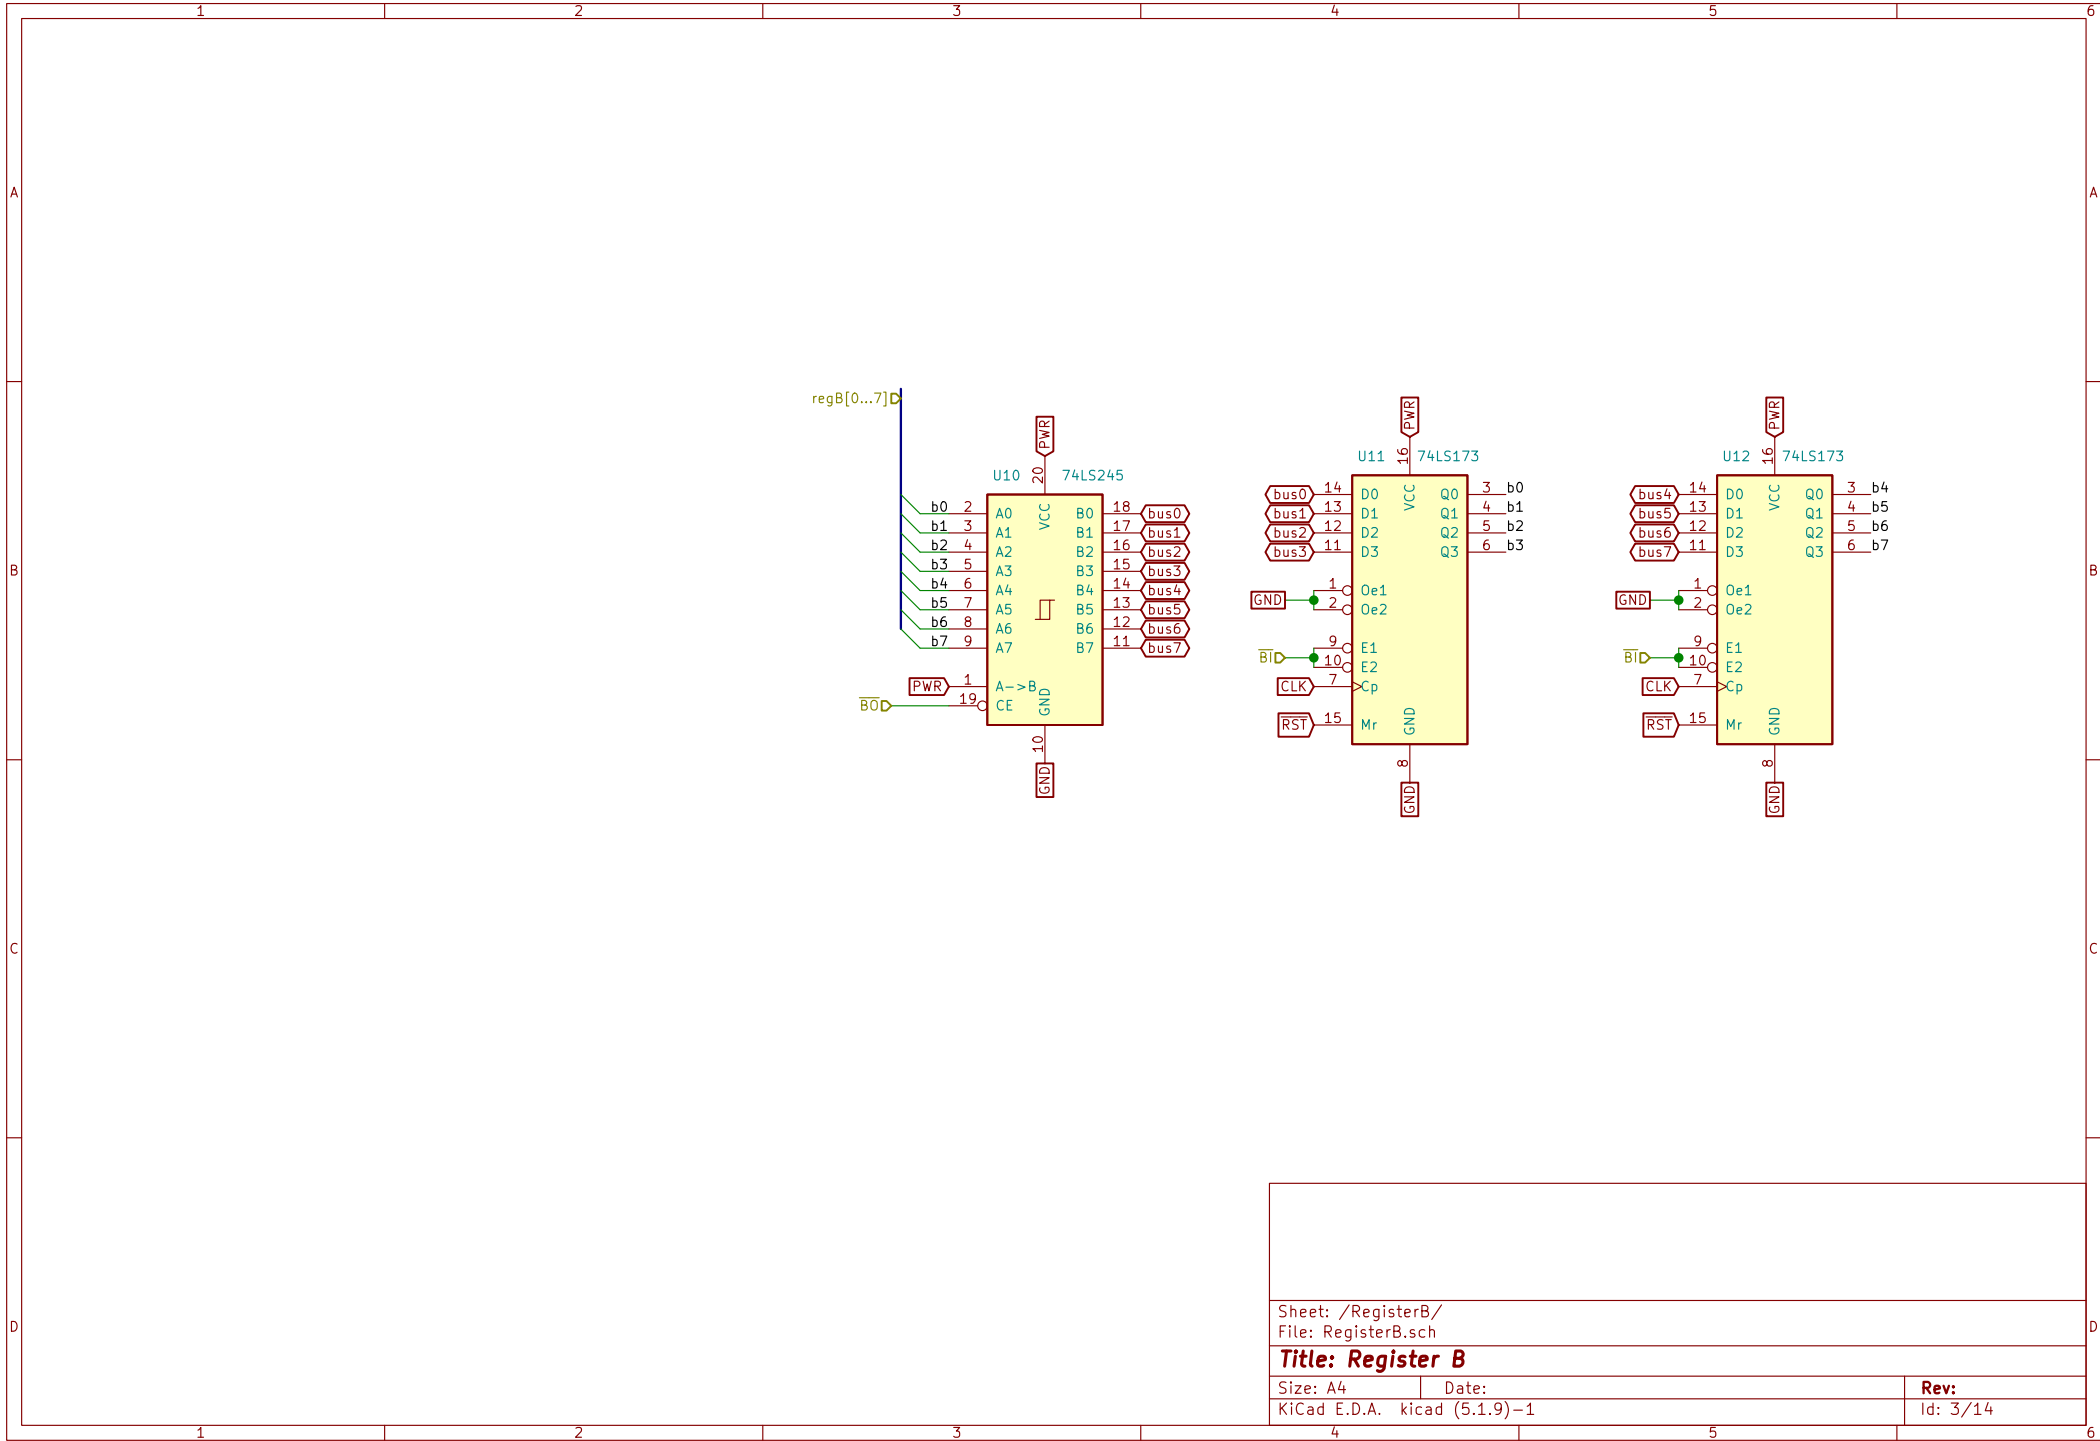 1 2 3 4 5 6
A A
regB[0...7]
PWR
U10 74LS245
20
VCC
b0 2 A0 B0 18 bus0
b1 3 A1 B1 17 bus1
b2 4 A2 B2 16 bus2
b3 5 A3 B3 15 bus3
b4 6 A4 B4 14 bus4
b5 7 A5 B5 13 bus5
b6 8 A6 B6 12 bus6
b7 9 A7 B7 11 bus7
PWR 1 A->B
BO 19 CE
GND
10
GND
PWR
U11 16 74LS173
VCC
bus0 14 D0 Q0 3 b0
bus1 13 D1 Q1 4 b1
bus2 12 D2 Q2 5 b2
bus3 11 D3 Q3 6 b3
1 Oe1
GND
2 Oe2
9 E1
BI
10 E2
CLK 7 Cp
RST 15 Mr
GND
8
GND
PWR
U12 16 74LS173
VCC
bus4 14 D0 Q0 3 b4
bus5 13 D1 Q1 4 b5
bus6 12 D2 Q2 5 b6
bus7 11 D3 Q3 6 b7
1 Oe1
GND
2 Oe2
9 E1
BI
10 E2
CLK 7 Cp
RST 15 Mr
GND
8
GND
B B
C C
D D
Sheet: /RegisterB/
File: RegisterB.sch
Title: Register B
Size: A4 Date: Rev:
KiCad E.D.A. kicad (5.1.9)-1 Id: 3/14
1 2 3 4 5 6